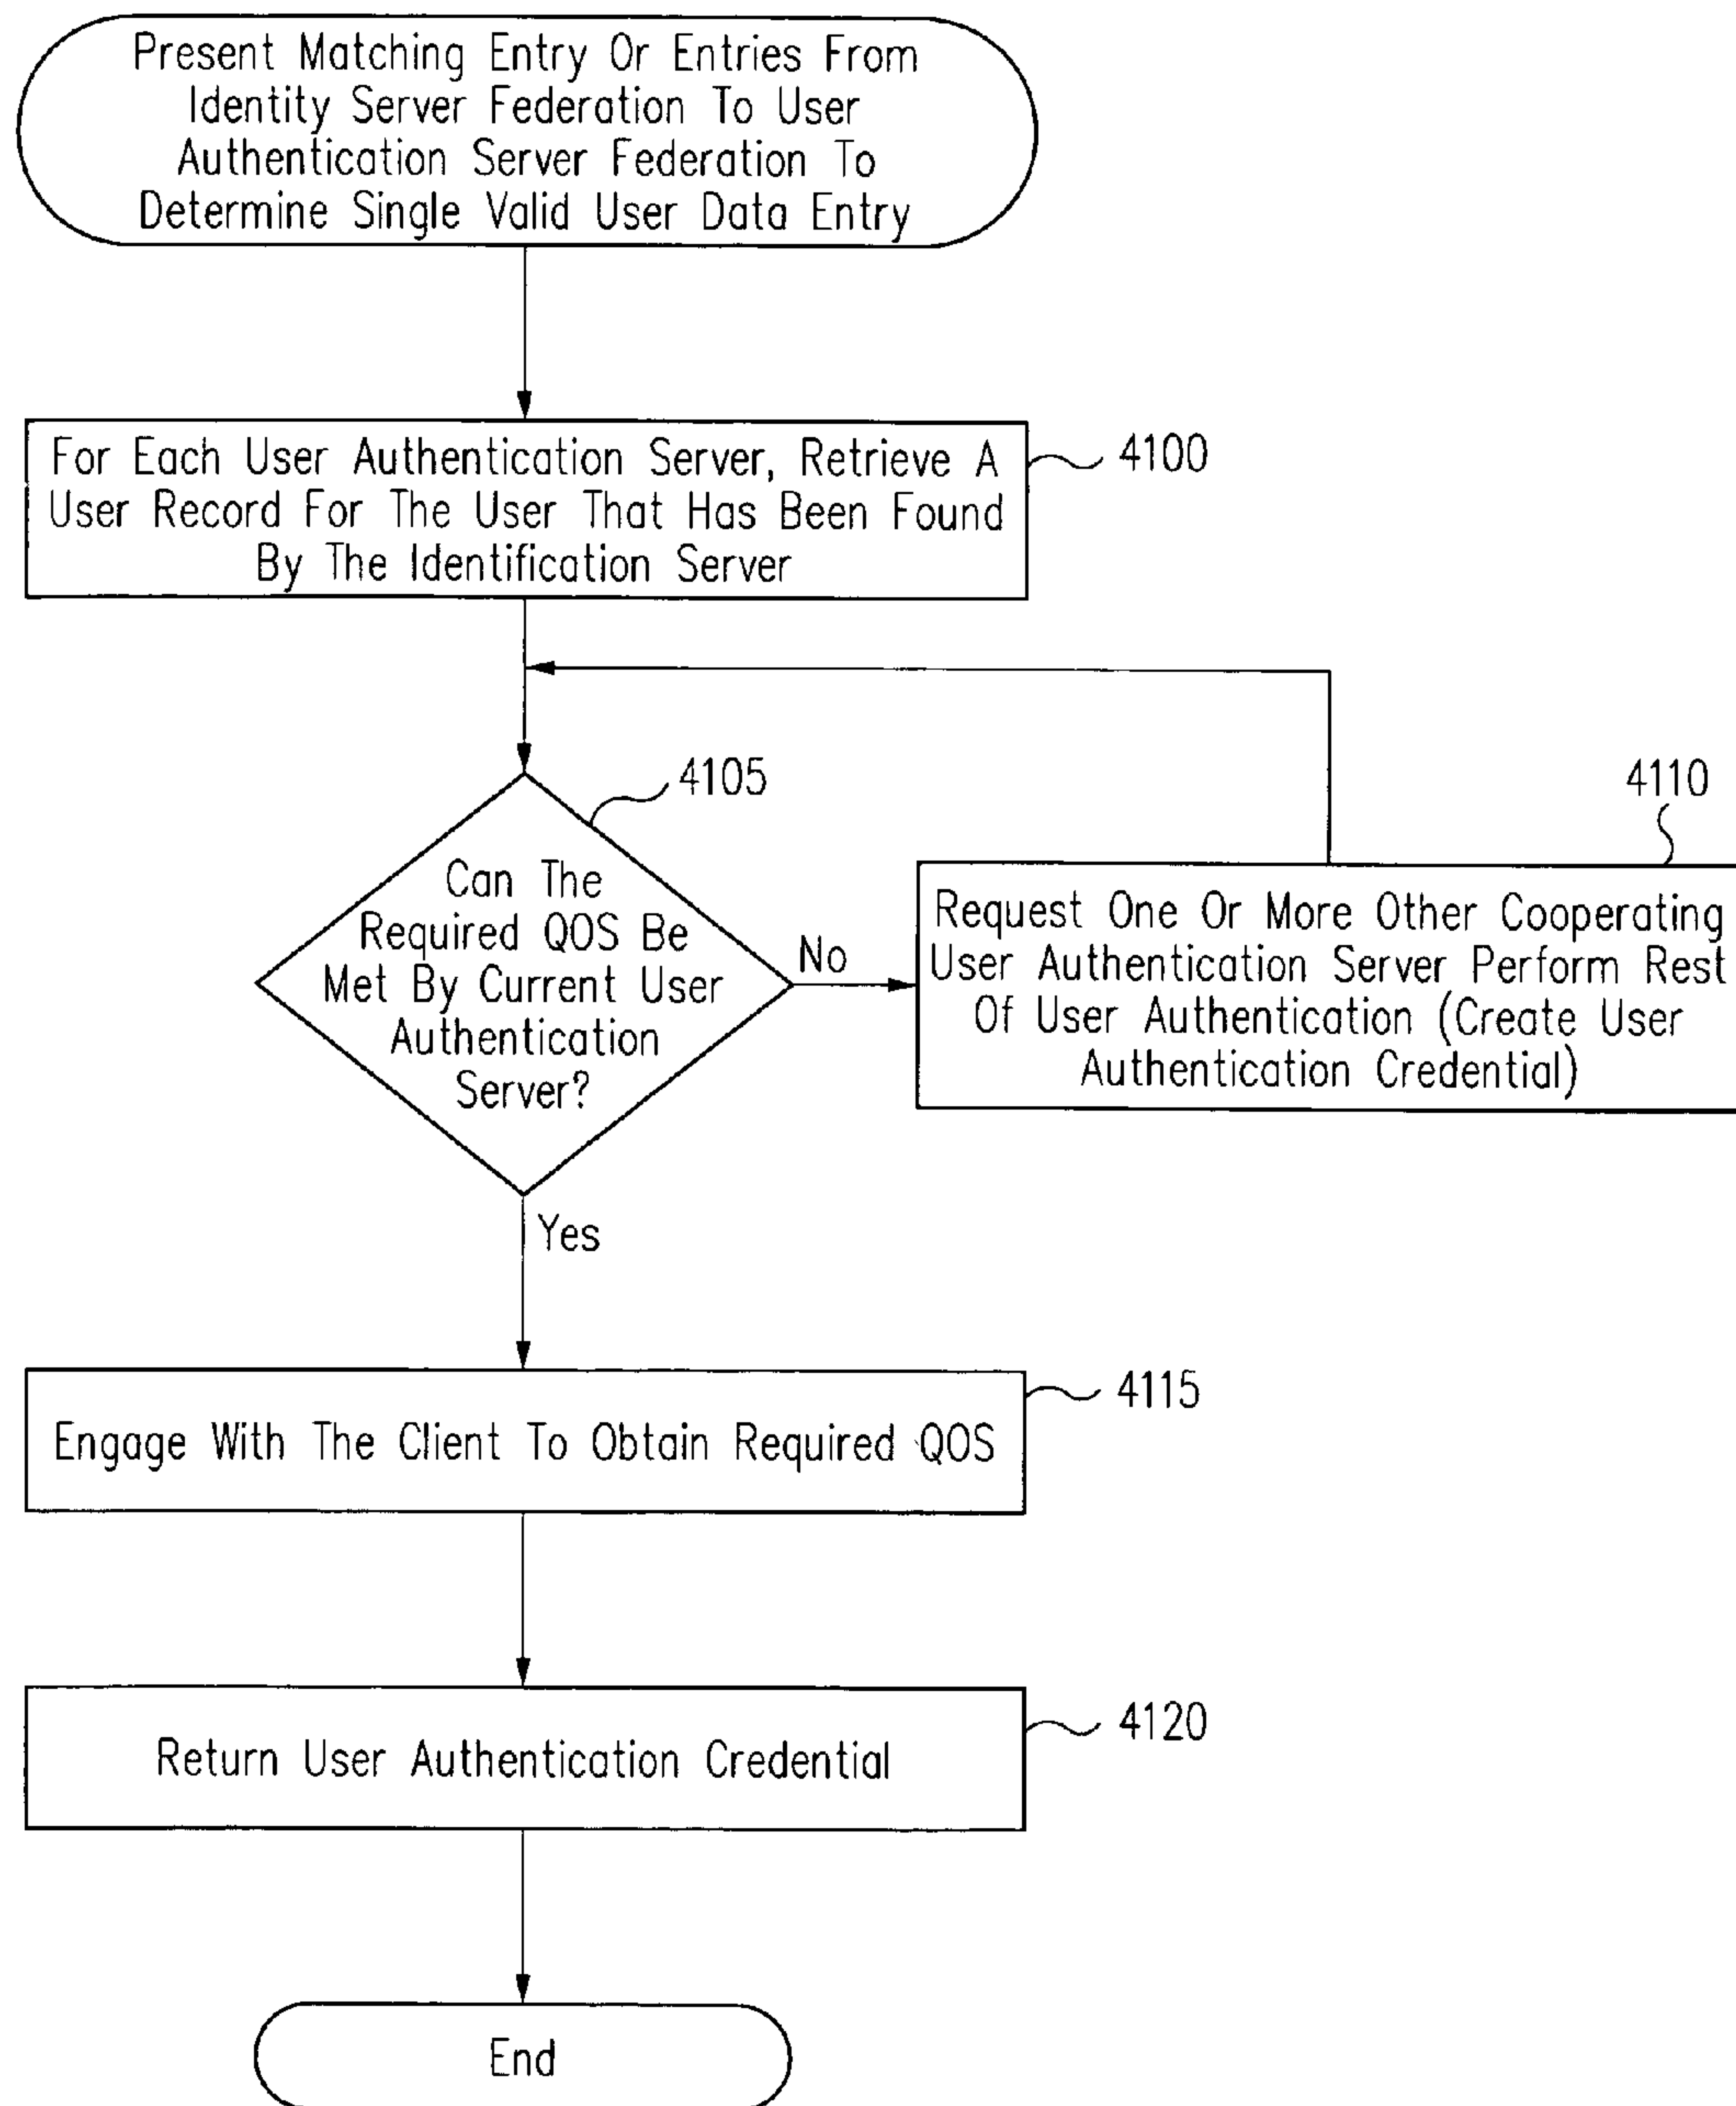 Present Matching Entry Or Entries From
Identity Server Federation To User
Authentication Server Federation To
Determine Single Valid User Data Entry
For Each User Authentication Server, Retrieve A
User Record For The User That Has Been Found
By The Identification Server
4100
4105
Can The
Required QOS Be
Met By Current User
Authentication
Server?
No
4110
Request One Or More Other Cooperating
User Authentication Server Perform Rest
Of User Authentication (Create User
Authentication Credential)
Yes
Engage With The Client To Obtain Required QOS
4115
Return User Authentication Credential
4120
End